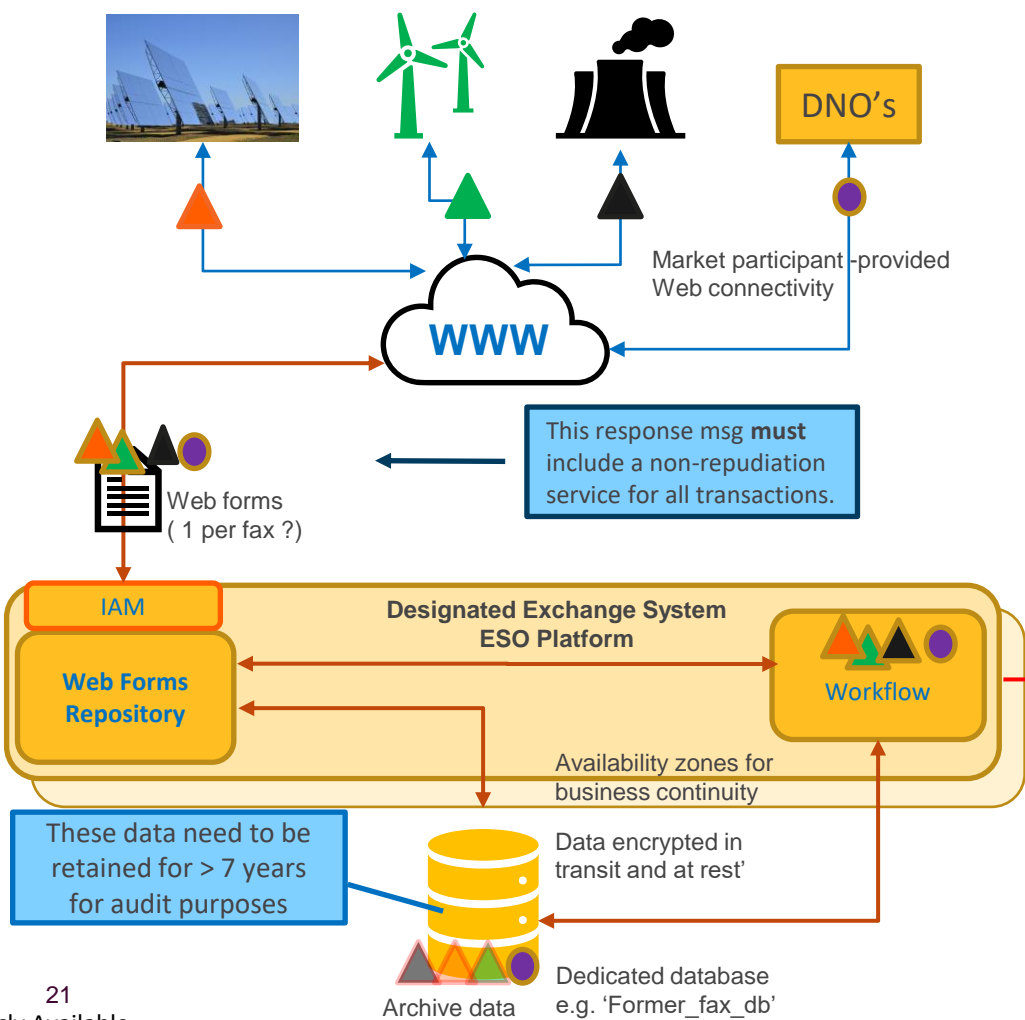 DNO's
Market participant -provided
Web connectivity
WWW
This response msg must
include a non-repudiation
service for all transactions.
Web forms
( 1 per fax ?)
IAM
Designated Exchange System
ESO Platform
Web Forms
Repository
Workflow
Availability zones for
business continuity
These data need to be
retained for > 7 years
for audit purposes
Data encrypted in
transit and at rest'
Dedicated database
e.g. ‘Former_fax_db’
Archive data
21
Available